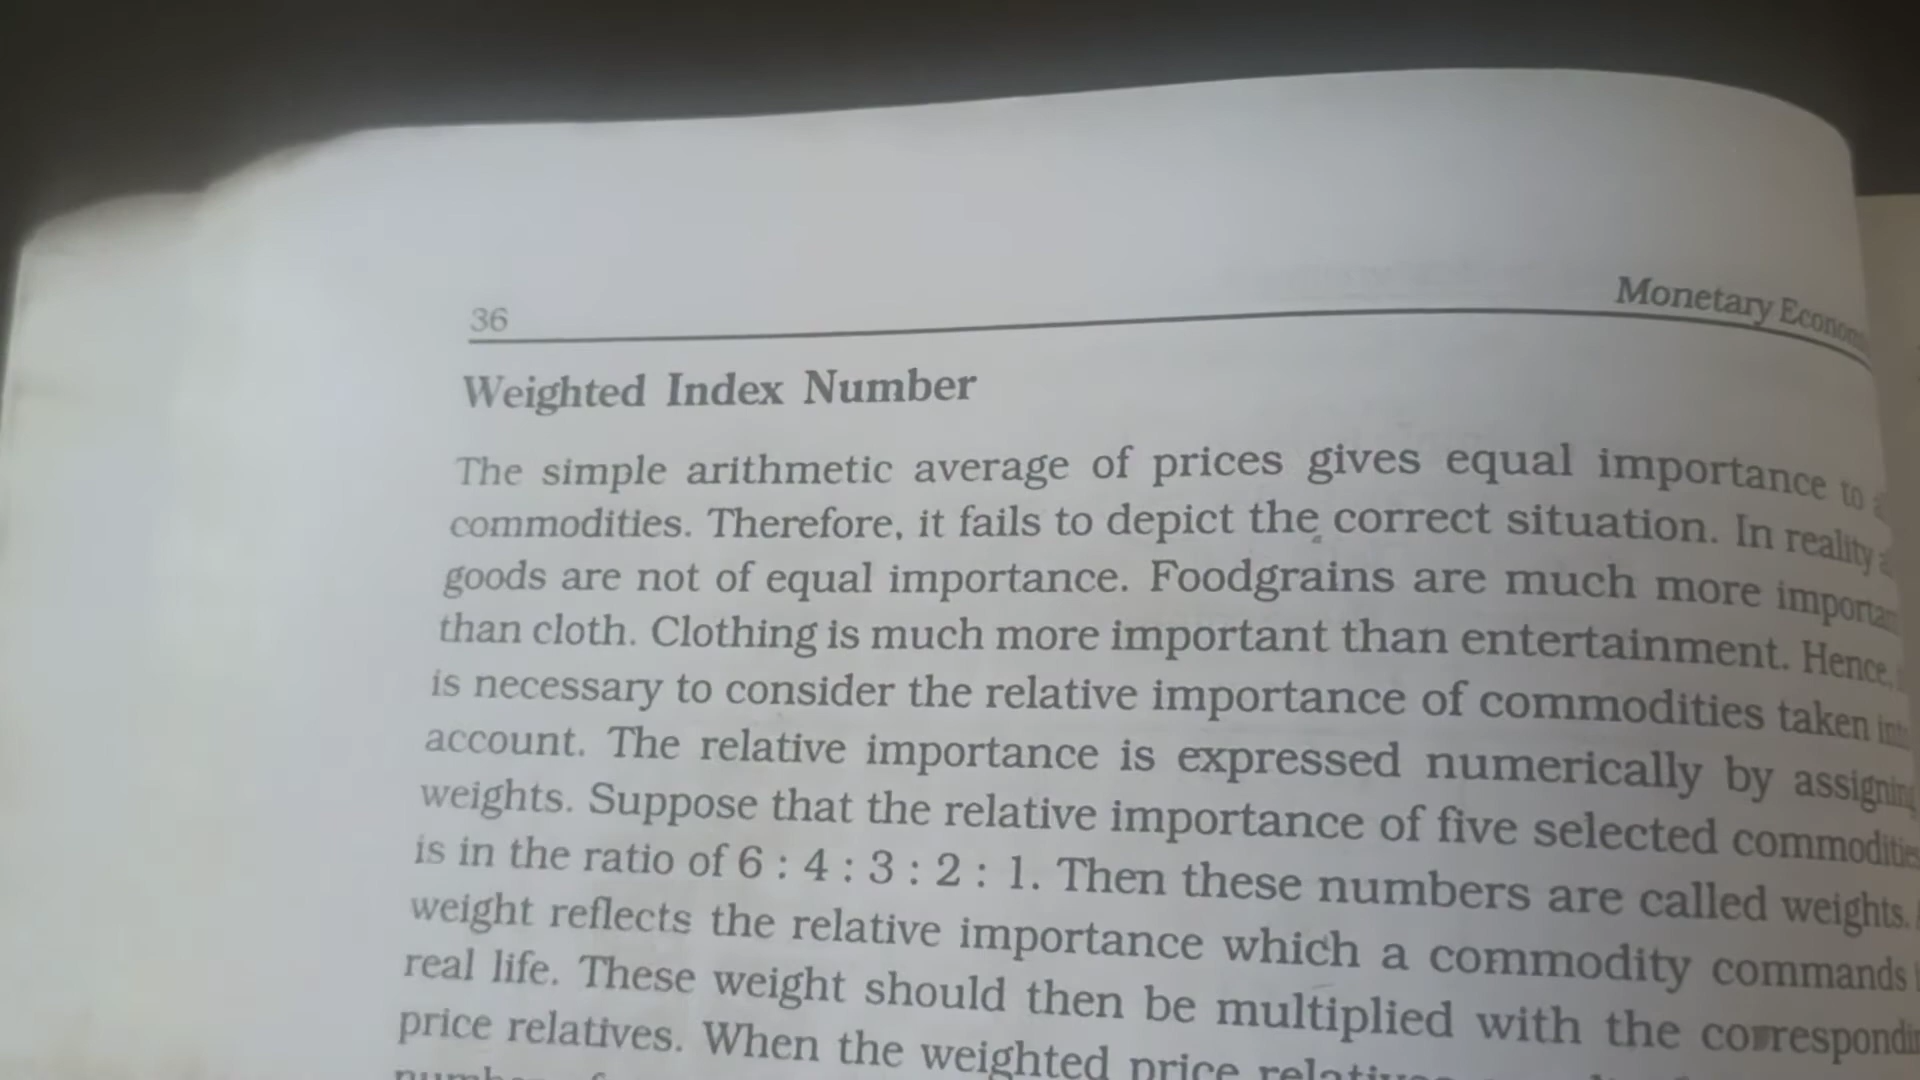 36
Monetary
Weighted Index Number
The simple arithmetic average of prices gives equal importance to
commodities. Therefore, it fails to depict the correct situation. In reality
goods are not of equal importance. Foodgrains are much more
than cloth. Clothing is much more important than entertainment. Hence,
is necessary to consider the relative importance of commodities taken
account. The relative importance is expressed numerically by
weights. Suppose that the relative importance of five selected
is in the ratio of 6 : 4 : 3 : 2 : 1. Then these numbers are called weights.
weight reflects the relative importance which a commodity commands
real life. These weight should then be multiplied with the
price relatives. When the weighted price